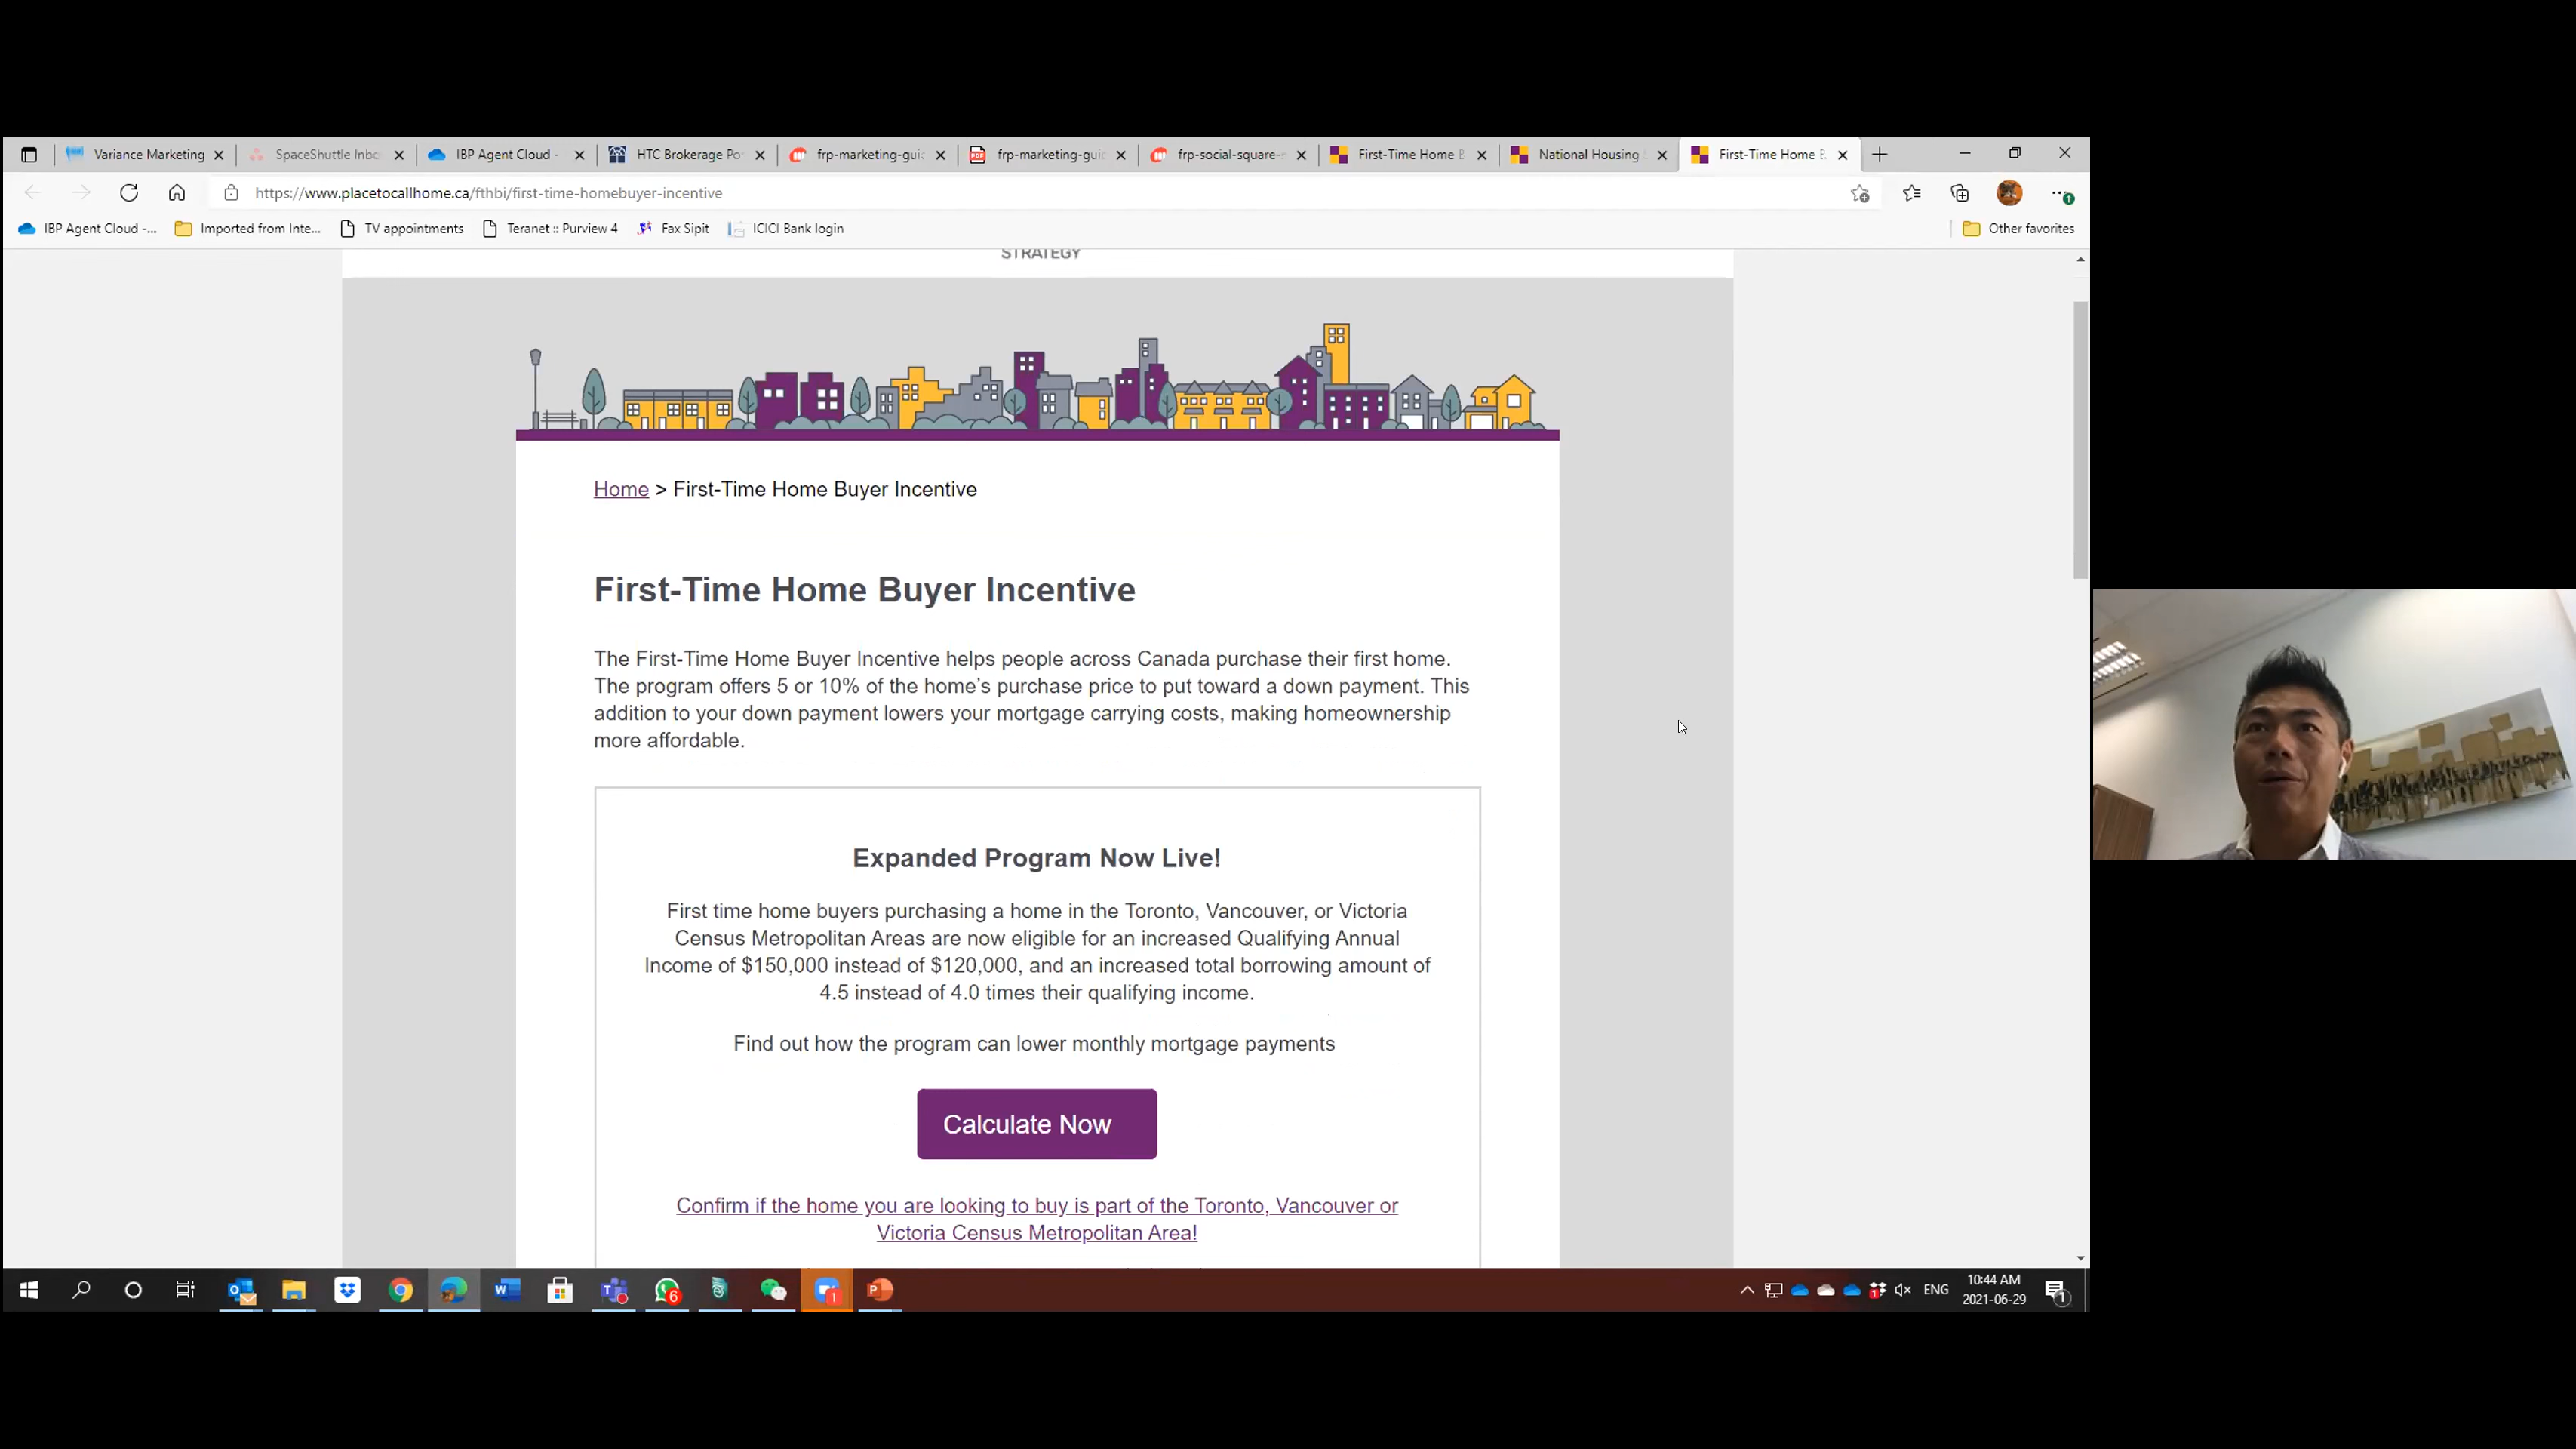 Variance Marketing
SpaceShuttle Inbo
IBP Agent Cloud -
HTC Brokerage Po
frp-marketing-guid
frp-marketing-guid
frp-social-square-
First-Time Home B
National Housing
First-Time Home B
https://www.placetocallhome.ca/fthbi/first-time-homebuyer-incentive
IBP Agent Cloud -...
Imported from Inte...
TV appointments
Teranet :: Purview 4
Fax Sipit
ICICI Bank login
Other favorites
STRATEGY
Home > First-Time Home Buyer Incentive
First-Time Home Buyer Incentive
The First-Time Home Buyer Incentive helps people across Canada purchase their first home.
The program offers 5 or 10% of the home's purchase price to put toward a down payment. This
addition to your down payment lowers your mortgage carrying costs, making homeownership
more affordable.
Expanded Program Now Live!
First time home buyers purchasing a home in the Toronto, Vancouver, or Victoria
Census Metropolitan Areas are now eligible for an increased Qualifying Annual
Income of $150,000 instead of $120,000, and an increased total borrowing amount of
4.5 instead of 4.0 times their qualifying income.
Find out how the program can lower monthly mortgage payments
Calculate Now
Confirm if the home you are looking to buy is part of the Toronto, Vancouver or
Victoria Census Metropolitan Area!
6
1
1
ENG
10:44 AM
2021-06-29
1